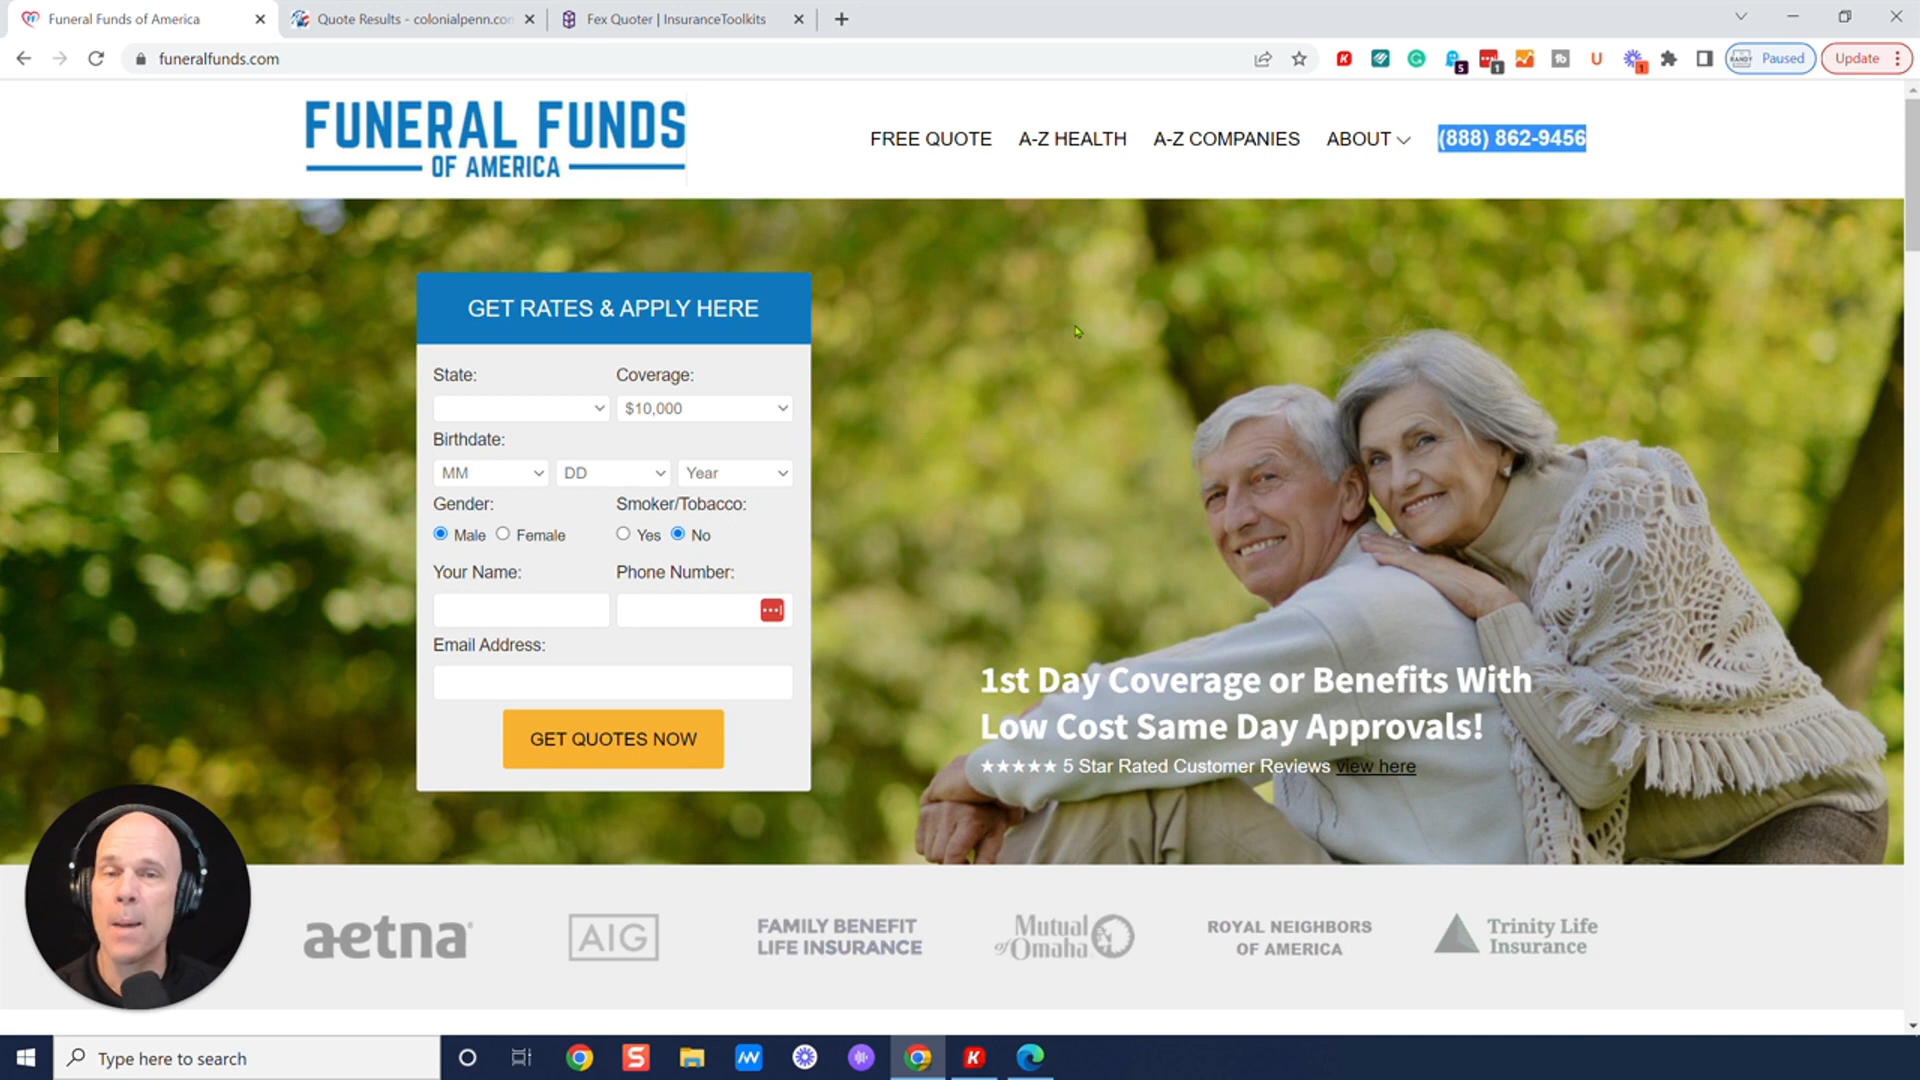 Funeral Funds of America
Quote Results - colonialpenn.com
Fex Quoter | InsuranceToolkits
funeralfunds.com
RANDY
Paused
Update
5
1
1
FUNERAL FUNDS
OF AMERICA
FREE QUOTE
A-Z HEALTH
A-Z COMPANIES
ABOUT
(888) 862-9456
GET RATES & APPLY HERE
State:
Coverage:
$10,000
Birthdate:
MM
DD
Year
Gender:
Smoker/Tobacco:
Male
Female
Yes
No
Your Name:
Phone Number:
Email Address:
GET QUOTES NOW
1st Day Coverage or Benefits With
Low Cost Same Day Approvals!
★★★★★ 5 Star Rated Customer Reviews view here
aetna
AIG
FAMILY BENEFIT
LIFE INSURANCE
Mutual
of Omaha
ROYAL NEIGHBORS
OF AMERICA
Trinity Life
Insurance
Type here to search